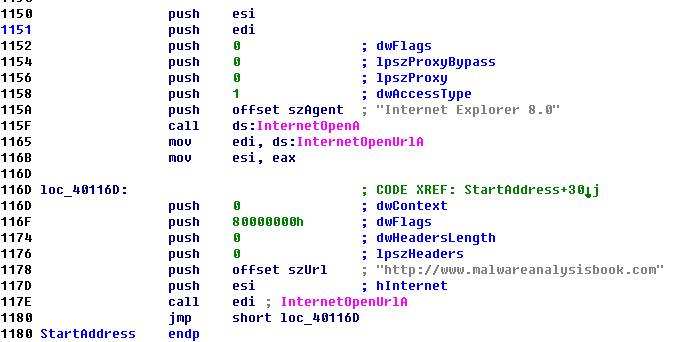 1150 push esi
1151 push edi
1152 push 0 ; dwFlags
1154 push 0 ; lpszProxyBypass
1156 push 0 ; lpszProxy
1158 push 1 ; dwAccessType
115A push offset szAgent ; "Internet Explorer 8.0"
115F call ds:InternetOpenA
1165 mov edi, ds:InternetOpenUrlA
116B mov esi, eax
116D
116D loc_40116D: ; CODE XREF: StartAddress+30↓j
116D push 0 ; dwContext
116F push 80000000h ; dwFlags
1174 push 0 ; dwHeadersLength
1176 push 0 ; lpszHeaders
1178 push offset szUrl ; "http://www.malwareanalysisbook.com"
117D push esi ; hInternet
117E call edi ; InternetOpenUrlA
1180 jmp short loc_40116D
1180 StartAddress endp